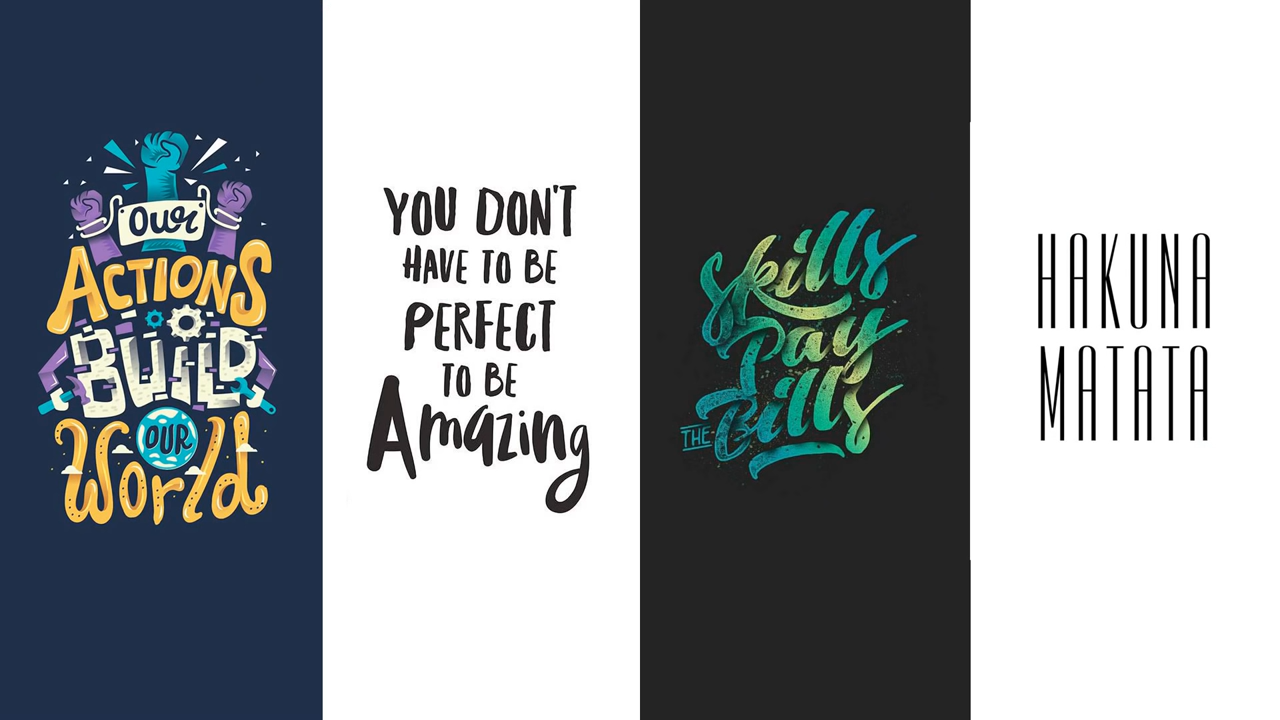 Our
ACTIONS
BUILD
OUR
World
YOU DON'T
HAVE TO BE
PERFECT
TO BE
Amazing
Skills
Pay
THE Bills
HAKUNA
MATATA